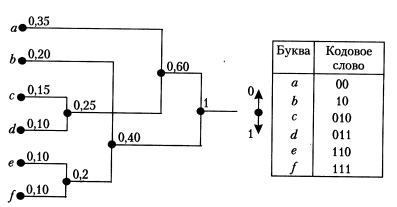 a 0,35
0,60
b 0,20
c 0,15
0,25
d 0,10
0,40
e 0,10
0,2
f 0,10
1
0
1
Буква Кодовое слово
a 00
b 10
c 010
d 011
e 110
f 111